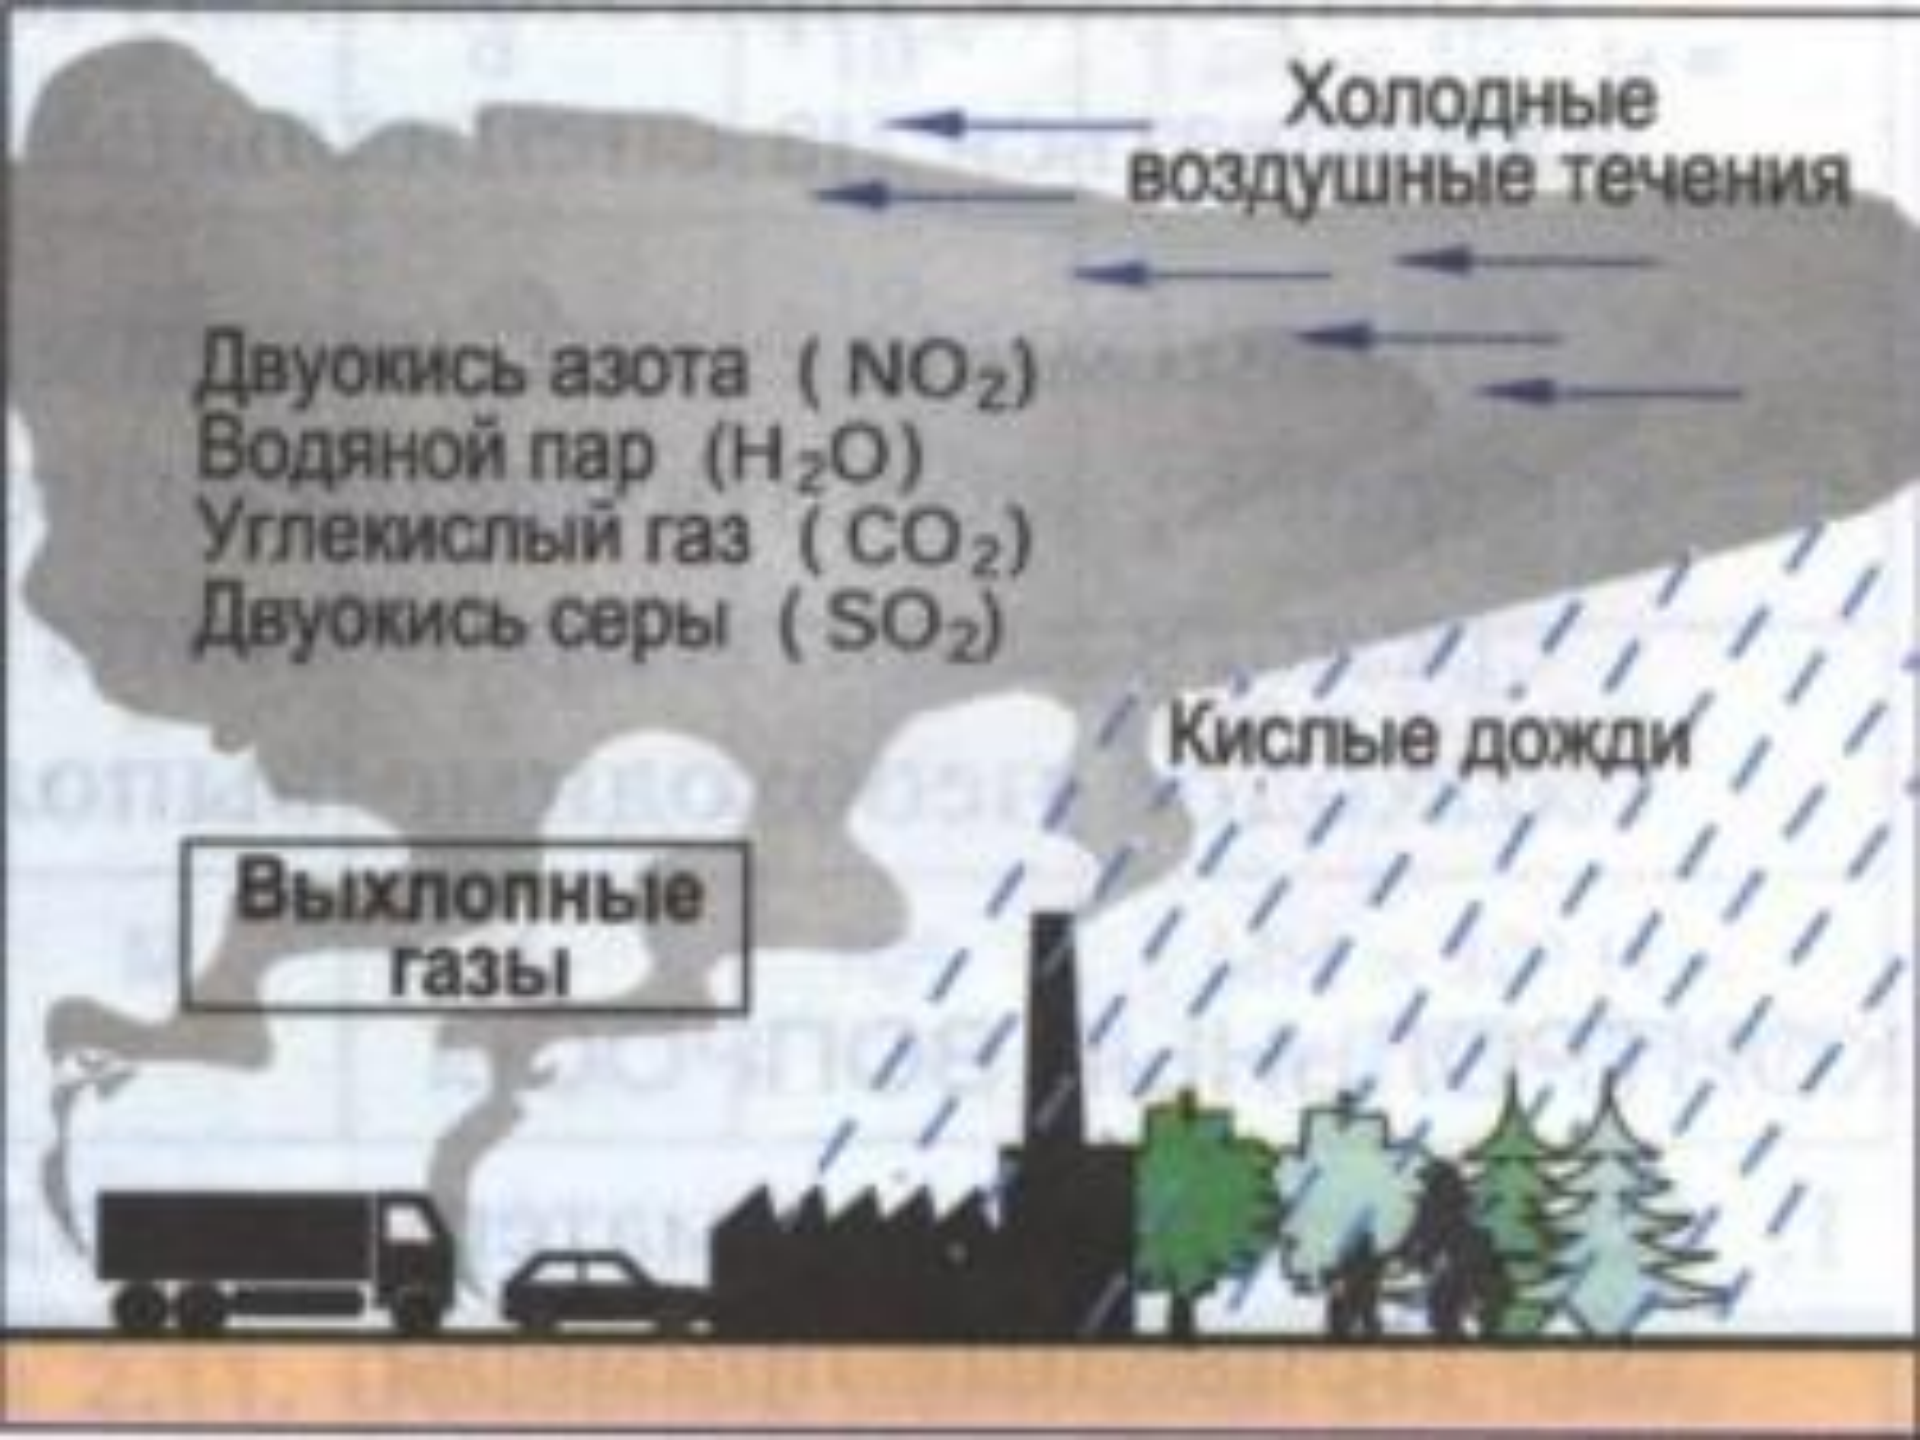 Холодные
воздушные течения
Двуокись азота ( NO₂)
Водяной пар (H₂O)
Углекислый газ ( CO₂)
Двуокись серы ( SO₂)
Кислые дожди
Выхлопные
газы